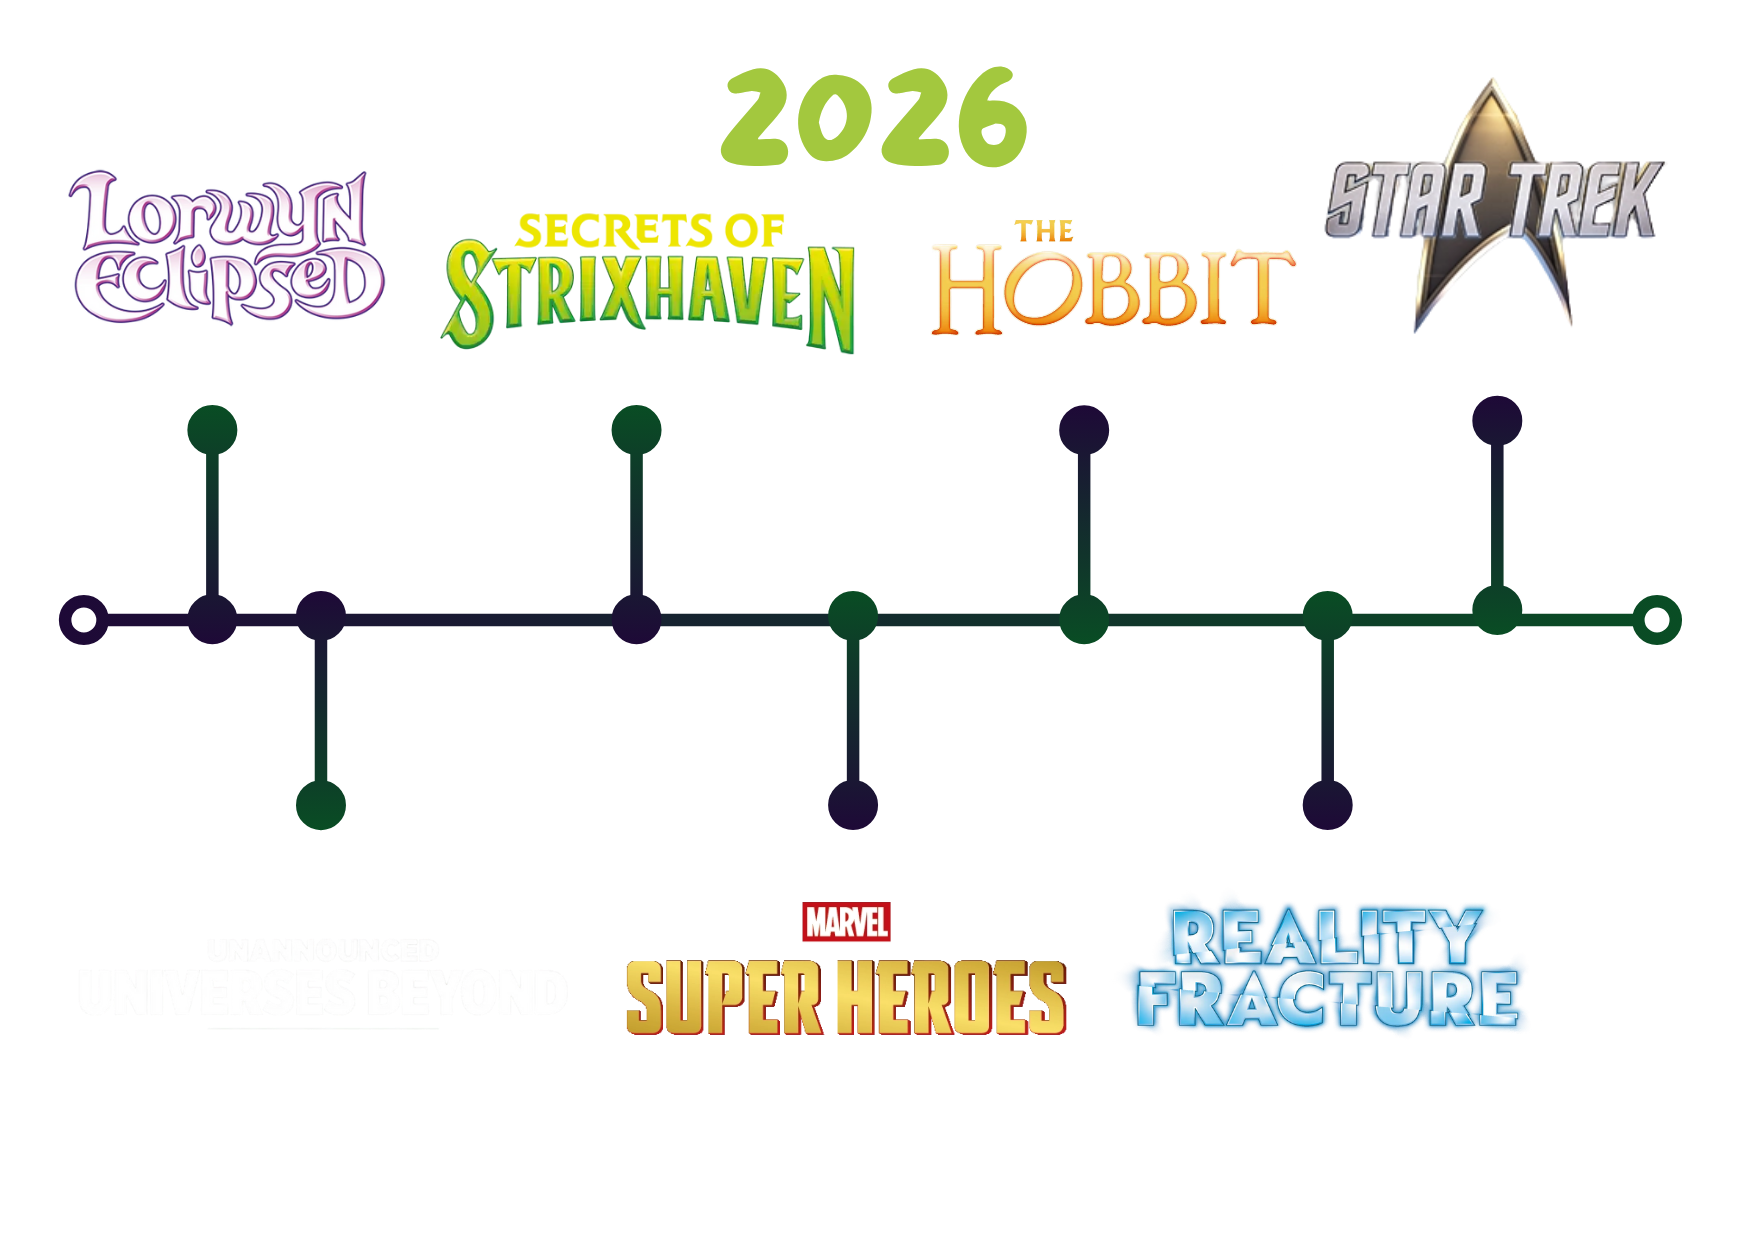 2026
LORWYN
ECLIPSED
SECRETS OF
STRIXHAVEN
THE
HOBBIT
STAR TREK
UNANNOUNCED
UNIVERSES BEYOND
MARVEL
SUPER HEROES
REALITY
FRACTURE